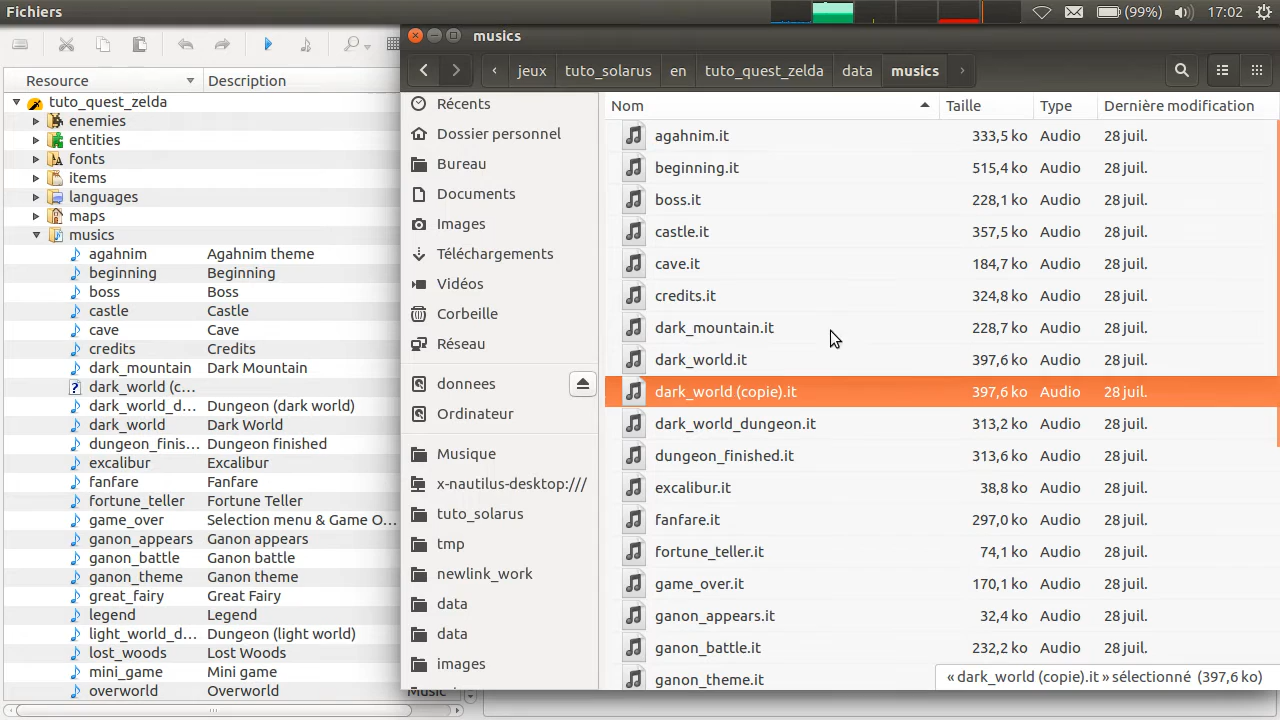 Fichiers
(99%) 17:02
Resource Description
tuto_quest_zelda
enemies
entities
fonts
items
languages
maps
musics
agahnim Agahnim theme
beginning Beginning
boss Boss
castle Castle
cave Cave
credits Credits
dark_mountain Dark Mountain
dark_world (c...
dark_world_d... Dungeon (dark world)
dark_world Dark World
dungeon_finis... Dungeon finished
excalibur Excalibur
fanfare Fanfare
fortune_teller Fortune Teller
game_over Selection menu & Game O...
ganon_appears Ganon appears
ganon_battle Ganon battle
ganon_theme Ganon theme
great_fairy Great Fairy
legend Legend
light_world_d... Dungeon (light world)
lost_woods Lost Woods
mini_game Mini game
overworld Overworld
musics
jeux tuto_solarus en tuto_quest_zelda data musics
Récents
Dossier personnel
Bureau
Documents
Images
Téléchargements
Vidéos
Corbeille
Réseau
donnees
Ordinateur
Musique
x-nautilus-desktop:///
tuto_solarus
tmp
newlink_work
data
data
images
Nom Taille Type Dernière modification
agahnim.it 333,5 ko Audio 28 juil.
beginning.it 515,4 ko Audio 28 juil.
boss.it 228,1 ko Audio 28 juil.
castle.it 357,5 ko Audio 28 juil.
cave.it 184,7 ko Audio 28 juil.
credits.it 324,8 ko Audio 28 juil.
dark_mountain.it 228,7 ko Audio 28 juil.
dark_world.it 397,6 ko Audio 28 juil.
dark_world (copie).it 397,6 ko Audio 28 juil.
dark_world_dungeon.it 313,2 ko Audio 28 juil.
dungeon_finished.it 313,6 ko Audio 28 juil.
excalibur.it 38,8 ko Audio 28 juil.
fanfare.it 297,0 ko Audio 28 juil.
fortune_teller.it 74,1 ko Audio 28 juil.
game_over.it 170,1 ko Audio 28 juil.
ganon_appears.it 32,4 ko Audio 28 juil.
ganon_battle.it 232,2 ko Audio 28 juil.
ganon_theme.it
« dark_world (copie).it » sélectionné (397,6 ko)